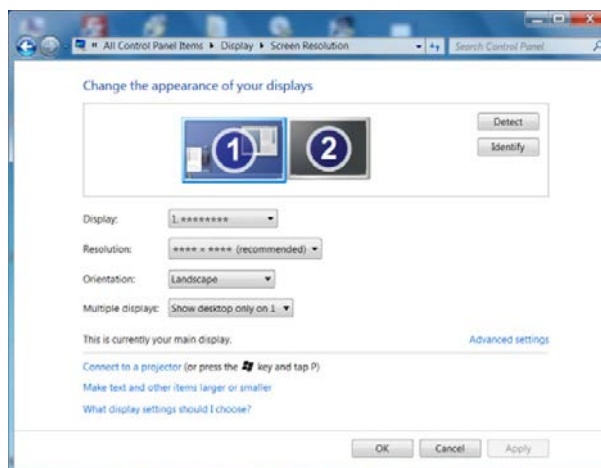 « All Control Panel Items ▸ Display ▸ Screen Resolution
Search Control Panel
Change the appearance of your displays
1
2
Detect
Identify
Display: 1. ********
Resolution: **** × **** (recommended)
Orientation: Landscape
Multiple displays: Show desktop only on 1
This is currently your main display.
Advanced settings
Connect to a projector (or press the key and tap P)
Make text and other items larger or smaller
What display settings should I choose?
OK
Cancel
Apply